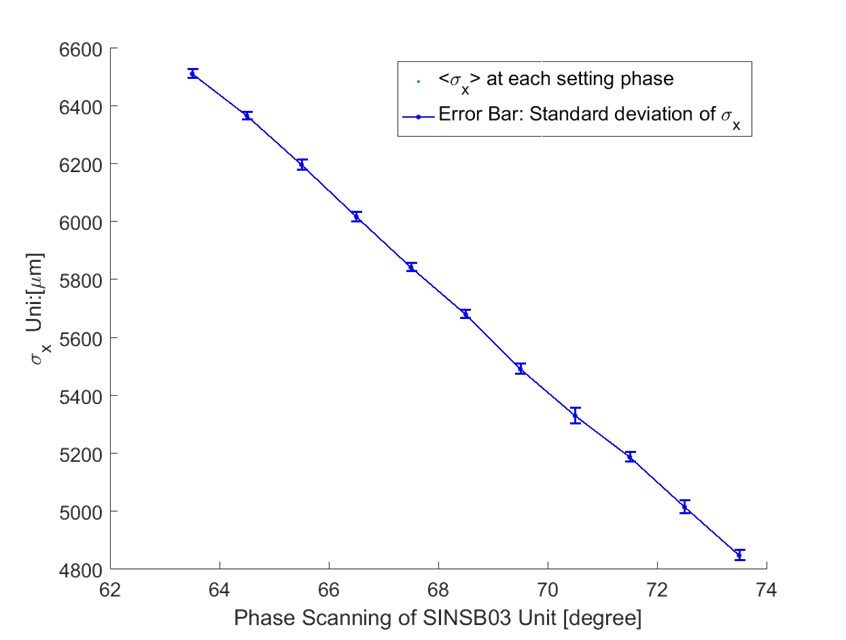 6600
6400
6200
6000
5800
5600
5400
5200
5000
4800
σx Uni:[μm]
<σx> at each setting phase
Error Bar: Standard deviation of σx
62 64 66 68 70 72 74
Phase Scanning of SINSB03 Unit [degree]